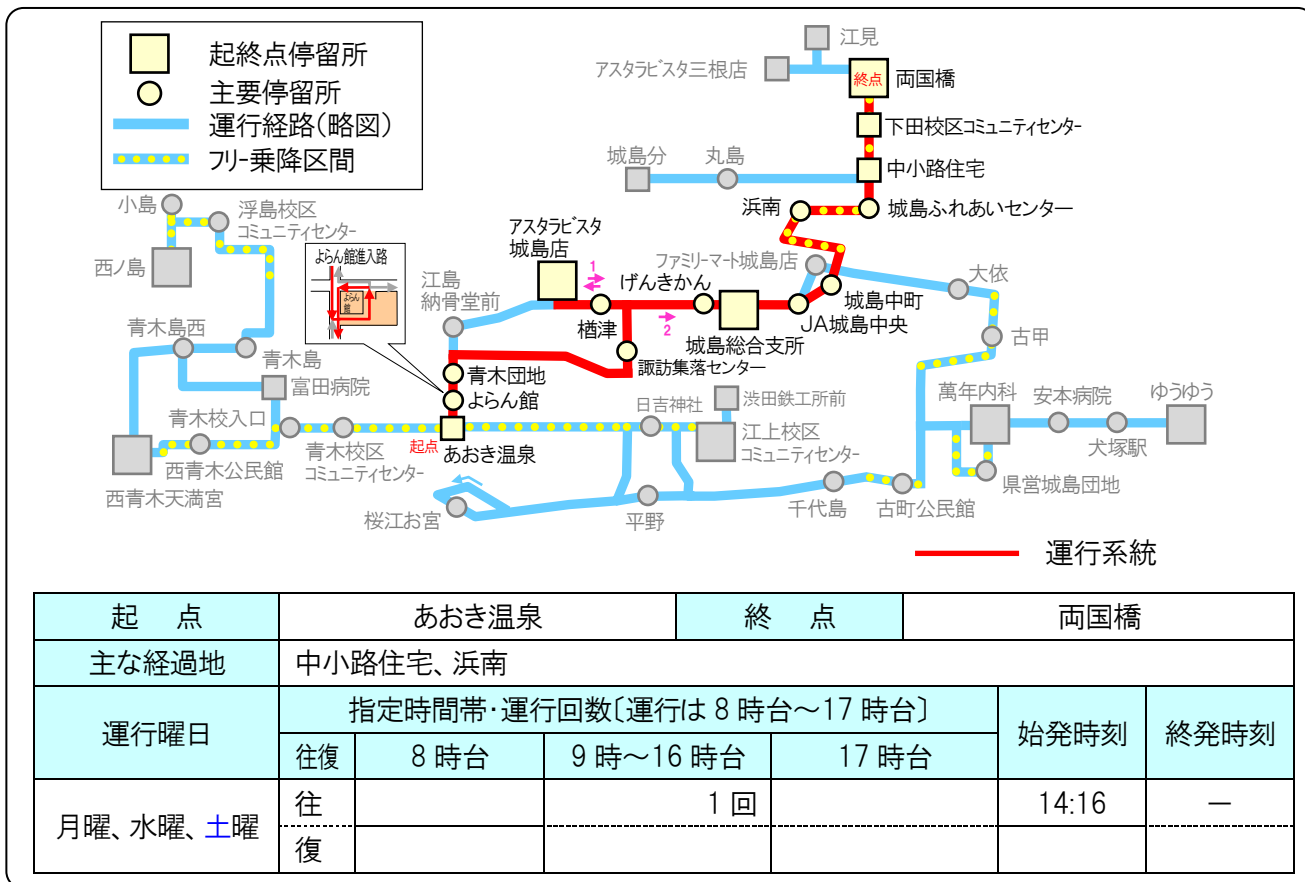 起終点停留所
主要停留所
運行経路(略図)
フリー乗降区間
江見
アスタラビスタ三根店
終点
両国橋
下田校区コミュニティセンター
城島分
丸島
中小路住宅
小島
浮島校区
コミュニティセンター
浜南
城島ふれあいセンター
アスタラビスタ
城島店
よらん館進入路
よらん
館
西ノ島
江島
納骨堂前
ファミリーマート城島店
1
げんきかん
大依
城島中町
JA城島中央
2
楢津
城島総合支所
古甲
青木島西
青木島
諏訪集落センター
富田病院
青木団地
よらん館
日吉神社
渋田鉄工所前
萬年内科
安本病院
ゆうゆう
青木校入口
起点
あおき温泉
江上校区
コミュニティセンター
犬塚駅
青木校区
コミュニティセンター
西青木公民館
西青木天満宮
県営城島団地
桜江お宮
平野
千代島
古町公民館
運行系統
起 点 あおき温泉 終 点 両国橋
主な経過地 中小路住宅、浜南
運行曜日 指定時間帯・運行回数〔運行は8時台～17時台〕 始発時刻 終発時刻
往復 8時台 9時～16時台 17時台
月曜、水曜、土曜 往 1回 14:16 －
復